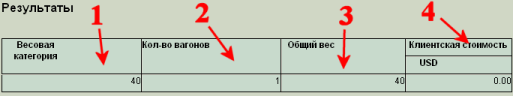 Результаты
1 2 3 4
Весовая категория Кол-во вагонов Общий вес Клиентская стоимость
USD
40 1 40 0.00